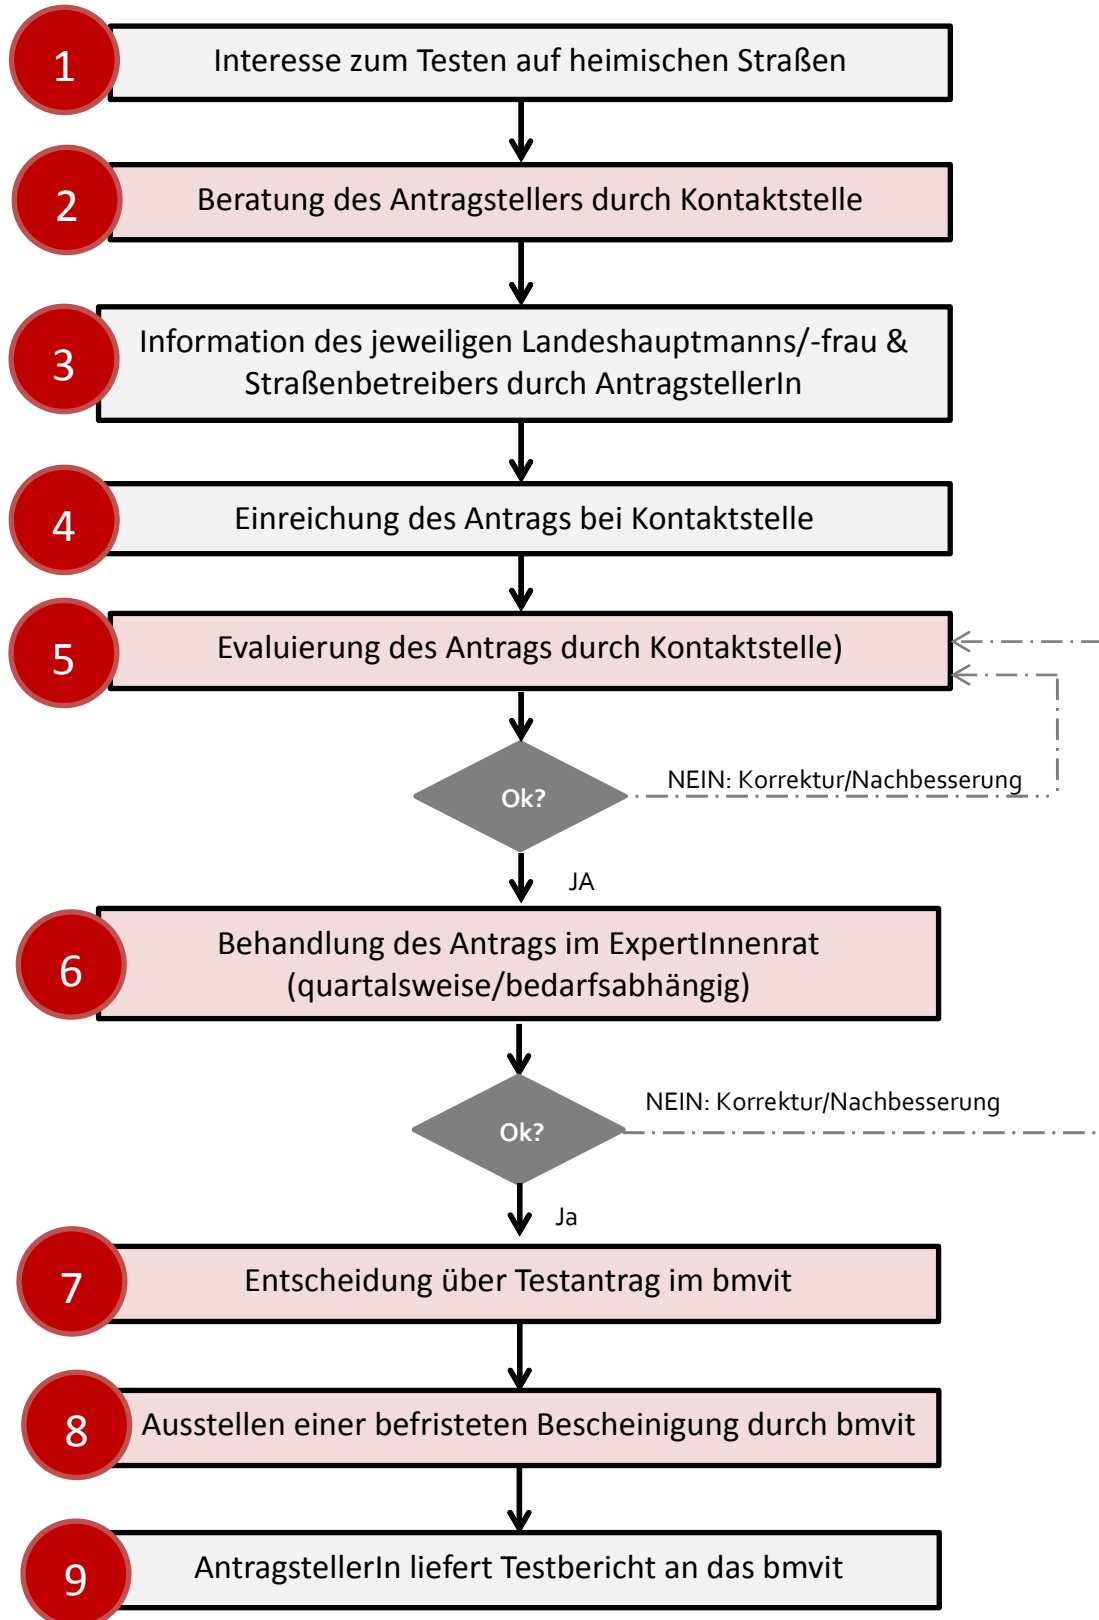 1
Interesse zum Testen auf heimischen Straßen
2
Beratung des Antragstellers durch Kontaktstelle
3
Information des jeweiligen Landeshauptmanns/-frau &
Straßenbetreibers durch AntragstellerIn
4
Einreichung des Antrags bei Kontaktstelle
5
Evaluierung des Antrags durch Kontaktstelle)
Ok?
NEIN: Korrektur/Nachbesserung
JA
6
Behandlung des Antrags im ExpertInnenrat
(quartalsweise/bedarfsabhängig)
Ok?
NEIN: Korrektur/Nachbesserung
Ja
7
Entscheidung über Testantrag im bmvit
8
Ausstellen einer befristeten Bescheinigung durch bmvit
9
AntragstellerIn liefert Testbericht an das bmvit